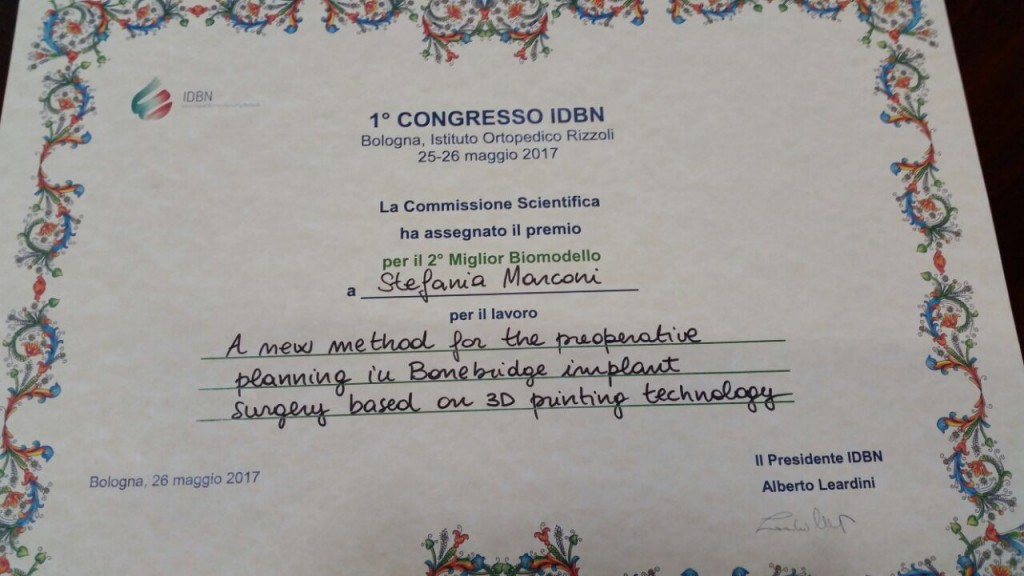 IDBN
1° CONGRESSO IDBN
Bologna, Istituto Ortopedico Rizzoli
25-26 maggio 2017
La Commissione Scientifica
ha assegnato il premio
per il 2° Miglior Biomodello
a Stefania Marconi
per il lavoro
A new method for the preoperative
planning in Bonebridge implant
surgery based on 3D printing technology
Il Presidente IDBN
Bologna, 26 maggio 2017
Alberto Leardini